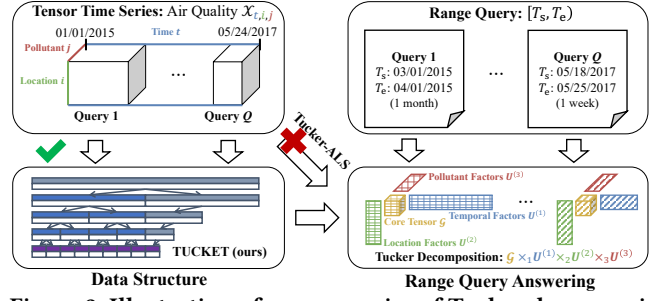 Tensor Time Series: Air Quality 𝒳t,i,j
01/01/2015
Time t
05/24/2017
Pollutant j
Location i
...
Query 1
Query Q
Range Query: [Ts, Te)
Query 1
Ts: 03/01/2015
Te: 04/01/2015
(1 month)
...
Query Q
Ts: 05/18/2017
Te: 05/25/2017
(1 week)
Tucker-ALS
TUCKET (ours)
Data Structure
Pollutant Factors U(3)
...
Core Tensor 𝒢
Temporal Factors U(1)
Location Factors U(2)
Tucker Decomposition: 𝒢 ×1U(1)×2U(2)×3U(3)
Range Query Answering